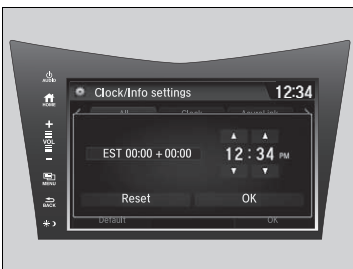 AUDIO
Clock/Info settings
12:34
HOME
All
Clock
AcuraLink
+
VOL
-
EST 00:00 + 00:00
12 : 34 PM
MENU
Reset
OK
BACK
Default
OK